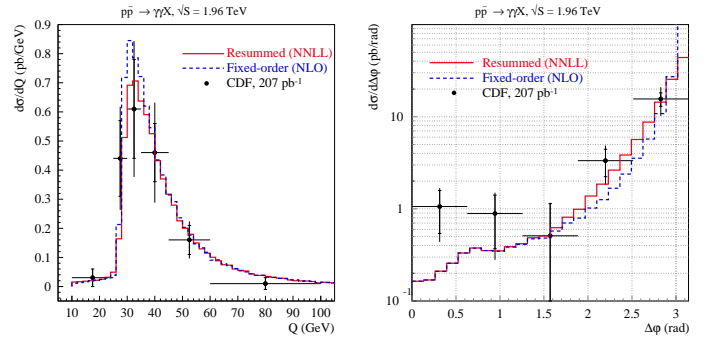 pp̄ → γγX, √S = 1.96 TeV
dσ/dQ (pb/GeV)
0.9
0.8
0.7
0.6
0.5
0.4
0.3
0.2
0.1
0
Resummed (NNLL)
Fixed-order (NLO)
CDF, 207 pb⁻¹
0 10 20 30 40 50 60 70 80 90 100
Q (GeV)
pp̄ → γγX, √S = 1.96 TeV
dσ/dΔφ (pb/rad)
10
1
10⁻¹
Resummed (NNLL)
Fixed-order (NLO)
CDF, 207 pb⁻¹
0 0.5 1 1.5 2 2.5 3
Δφ (rad)